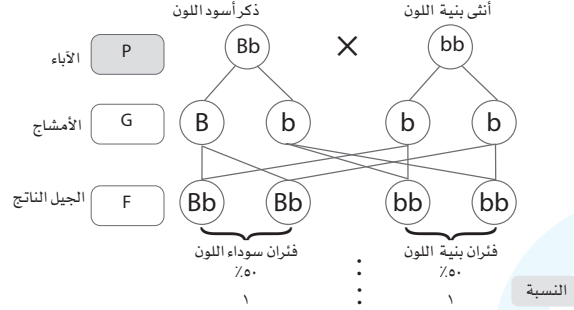 ذكر أسود اللون أنثى بنية اللون
الآباء P Bb × bb
الأمشاج G B b b b
الجيل الناتج F Bb Bb bb bb
فئران سوداء اللون فئران بنية اللون
٥٠٪ ٥٠٪
النسبة ١ : ١